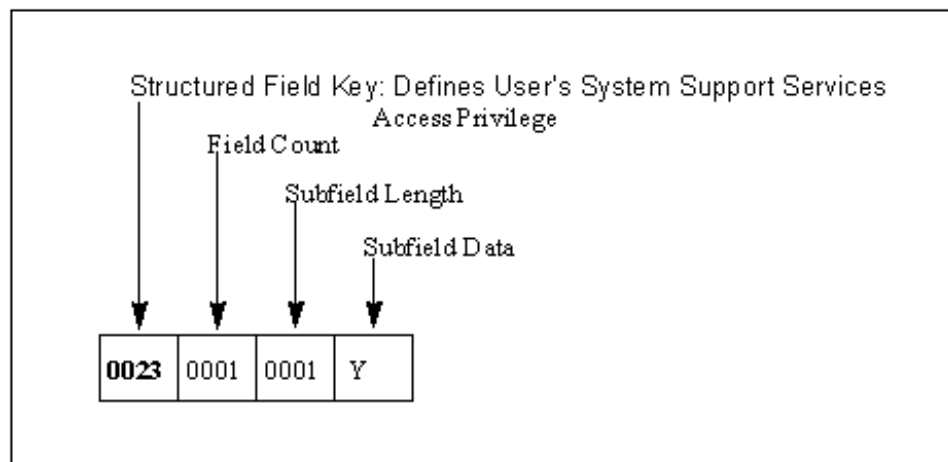 Structured Field Key: Defines User's System Support Services
Access Privilege
Field Count
Subfield Length
Subfield Data
0023 0001 0001 Y